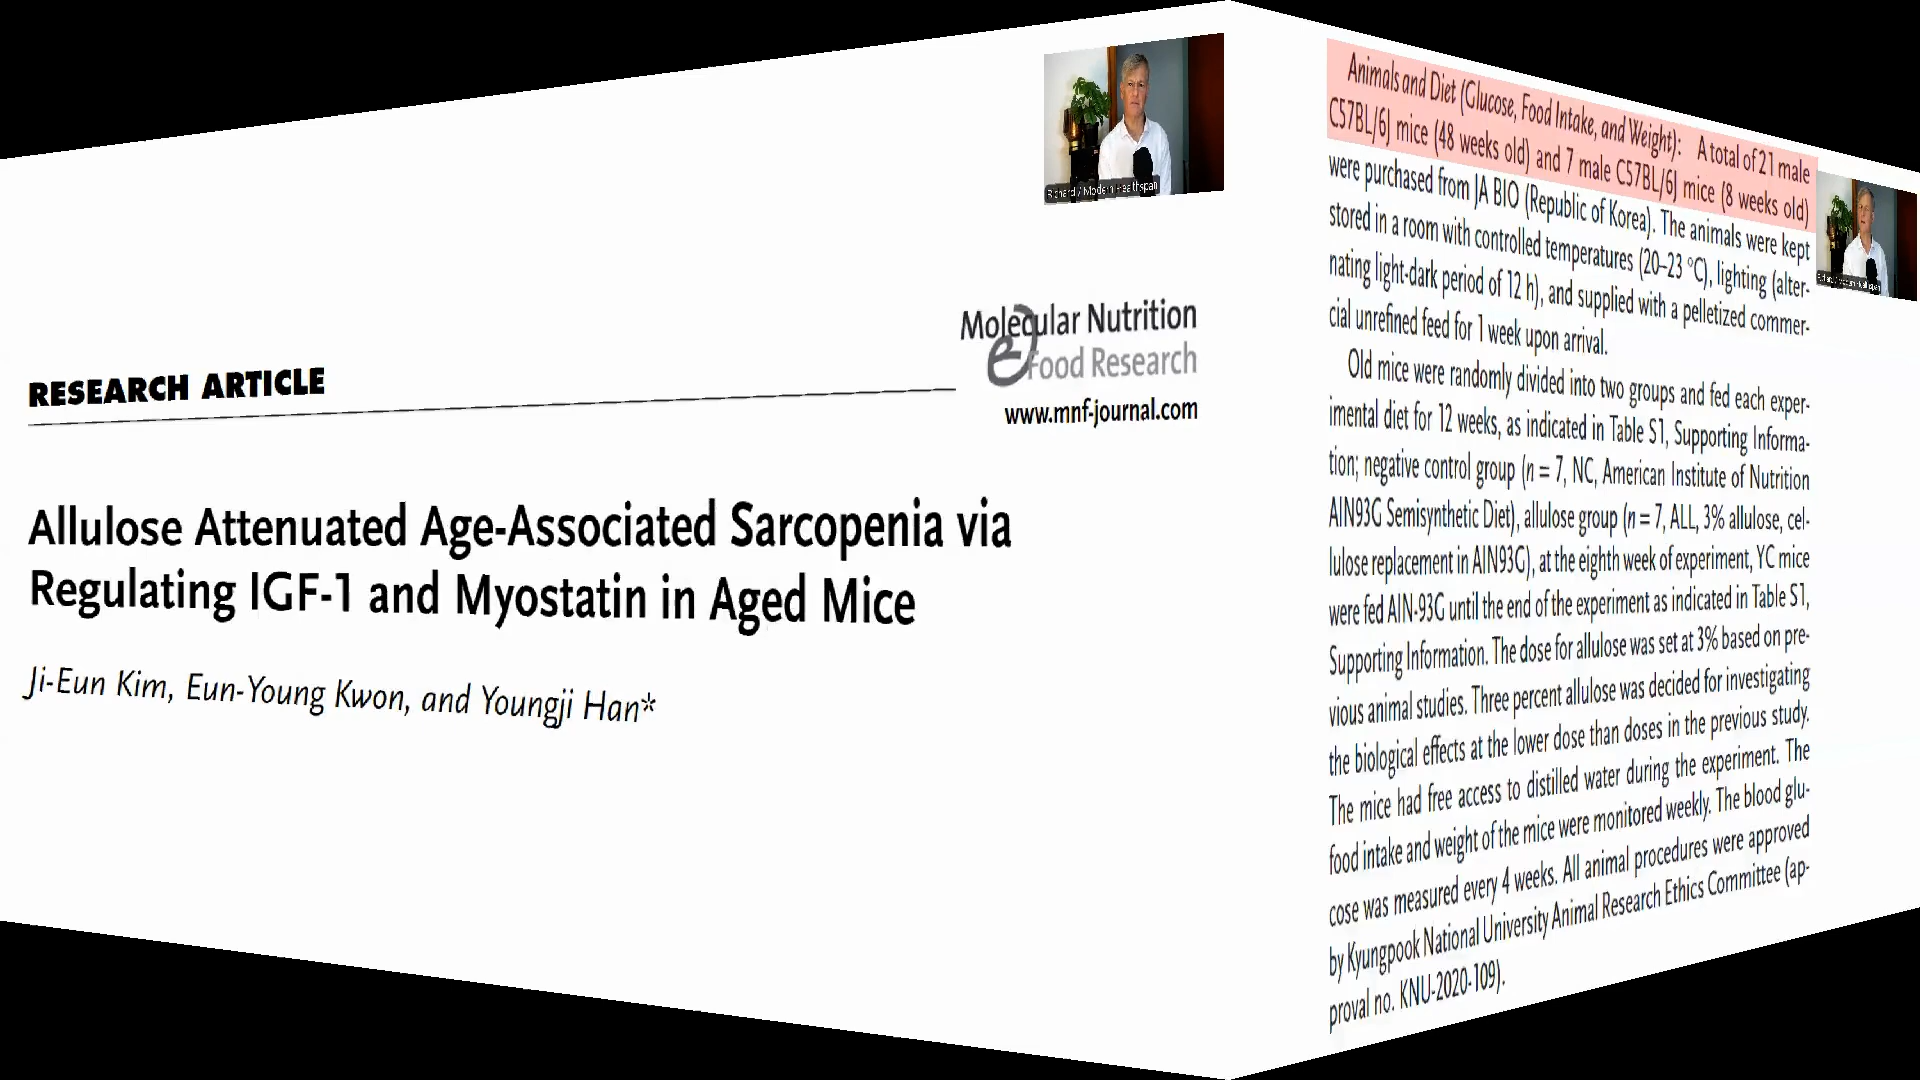 Richard / Modern Healthspan
Molecular Nutrition
Food Research
www.mnf-journal.com
RESEARCH ARTICLE
Allulose Attenuated Age-Associated Sarcopenia via
Regulating IGF-1 and Myostatin in Aged Mice
Ji-Eun Kim, Eun-Young Kwon, and Youngji Han*
Animals and Diet (Glucose, Food Intake, and Weight): A total of 21 male
C57BL/6J mice (48 weeks old) and 7 male C57BL/6J mice (8 weeks old)
were purchased from JA BIO (Republic of Korea). The animals were kept
stored in a room with controlled temperatures (20–23 °C), lighting (alter-
nating light-dark period of 12 h), and supplied with a pelletized commer-
cial unrefined feed for 1 week upon arrival.
Old mice were randomly divided into two groups and fed each exper-
imental diet for 12 weeks, as indicated in Table S1, Supporting Informa-
tion; negative control group (n = 7, NC, American Institute of Nutrition
AIN93G Semisynthetic Diet), allulose group (n = 7, ALL, 3% allulose, cel-
lulose replacement in AIN93G), at the eighth week of experiment, YC mice
were fed AIN-93G until the end of the experiment as indicated in Table S1,
Supporting Information. The dose for allulose was set at 3% based on pre-
vious animal studies. Three percent allulose was decided for investigating
the biological effects at the lower dose than doses in the previous study.
The mice had free access to distilled water during the experiment. The
food intake and weight of the mice were monitored weekly. The blood glu-
cose was measured every 4 weeks. All animal procedures were approved
by Kyungpook National University Animal Research Ethics Committee (ap-
proval no. KNU-2020-109).